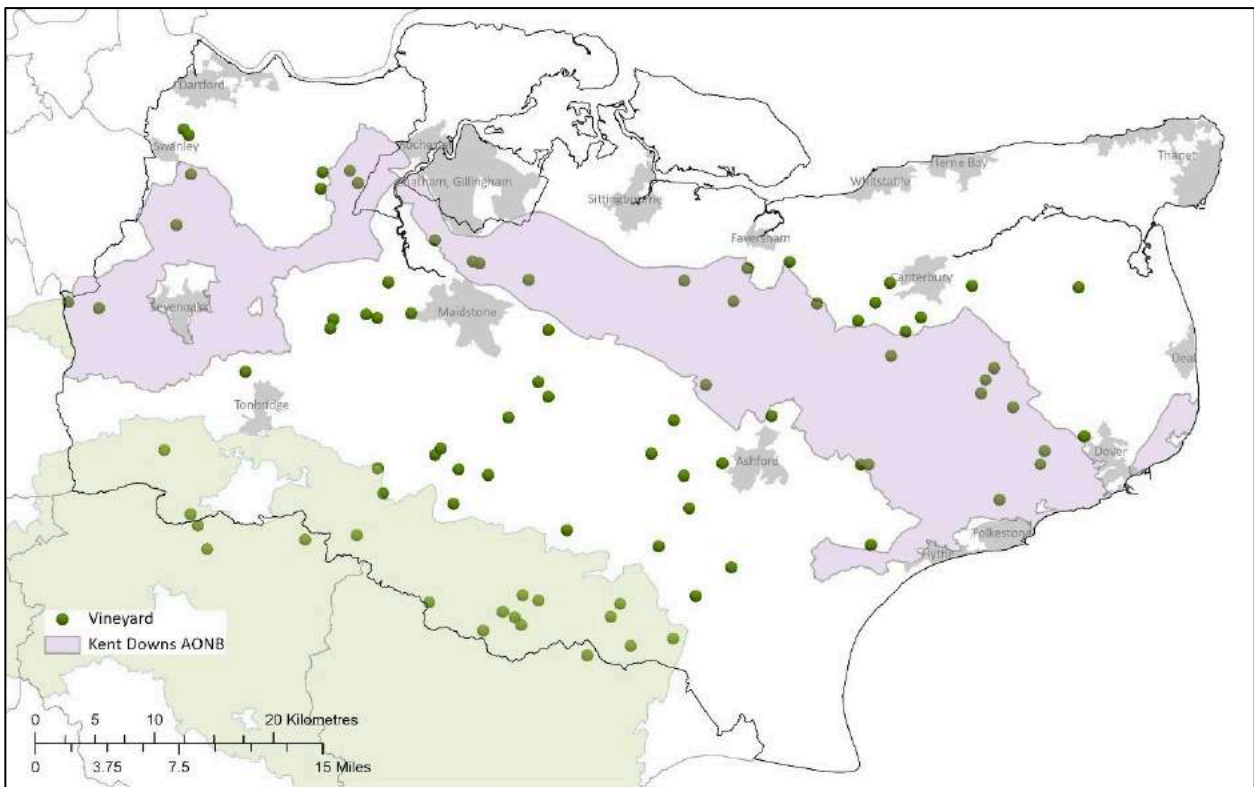 Dartford
Swanley
Roche
Chatham, Gillingham
Sittingbourne
Whitstable
Herne Bay
Thanet
Faversham
Canterbury
Sevenoaks
Maidstone
Deal
Tonbridge
Ashford
Dover
Folkestone
Hythe
Vineyard
Kent Downs AONB
0 5 10 20 Kilometres
0 3.75 7.5 15 Miles